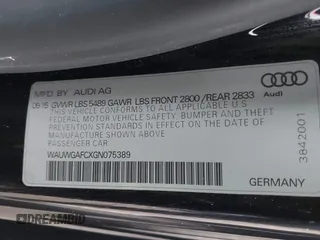 MFD BY AUDI AG
09.15 GVWR LBS 5489 GAWR LBS FRONT 2800 / REAR 2833
THIS VEHICLE CONFORMS TO ALL APPLICABLE
FEDERAL MOTOR VEHICLE SAFETY,
BUMPER, AND THEFT PREVENTION
STANDARDS IN EFFECT ON THE DATE OF
MANUFACTURE SHOWN ABOVE
PASSENGER CAR
WAUWGAFCXGN075389
Audi
3842001
GERMANY
DREAMBID